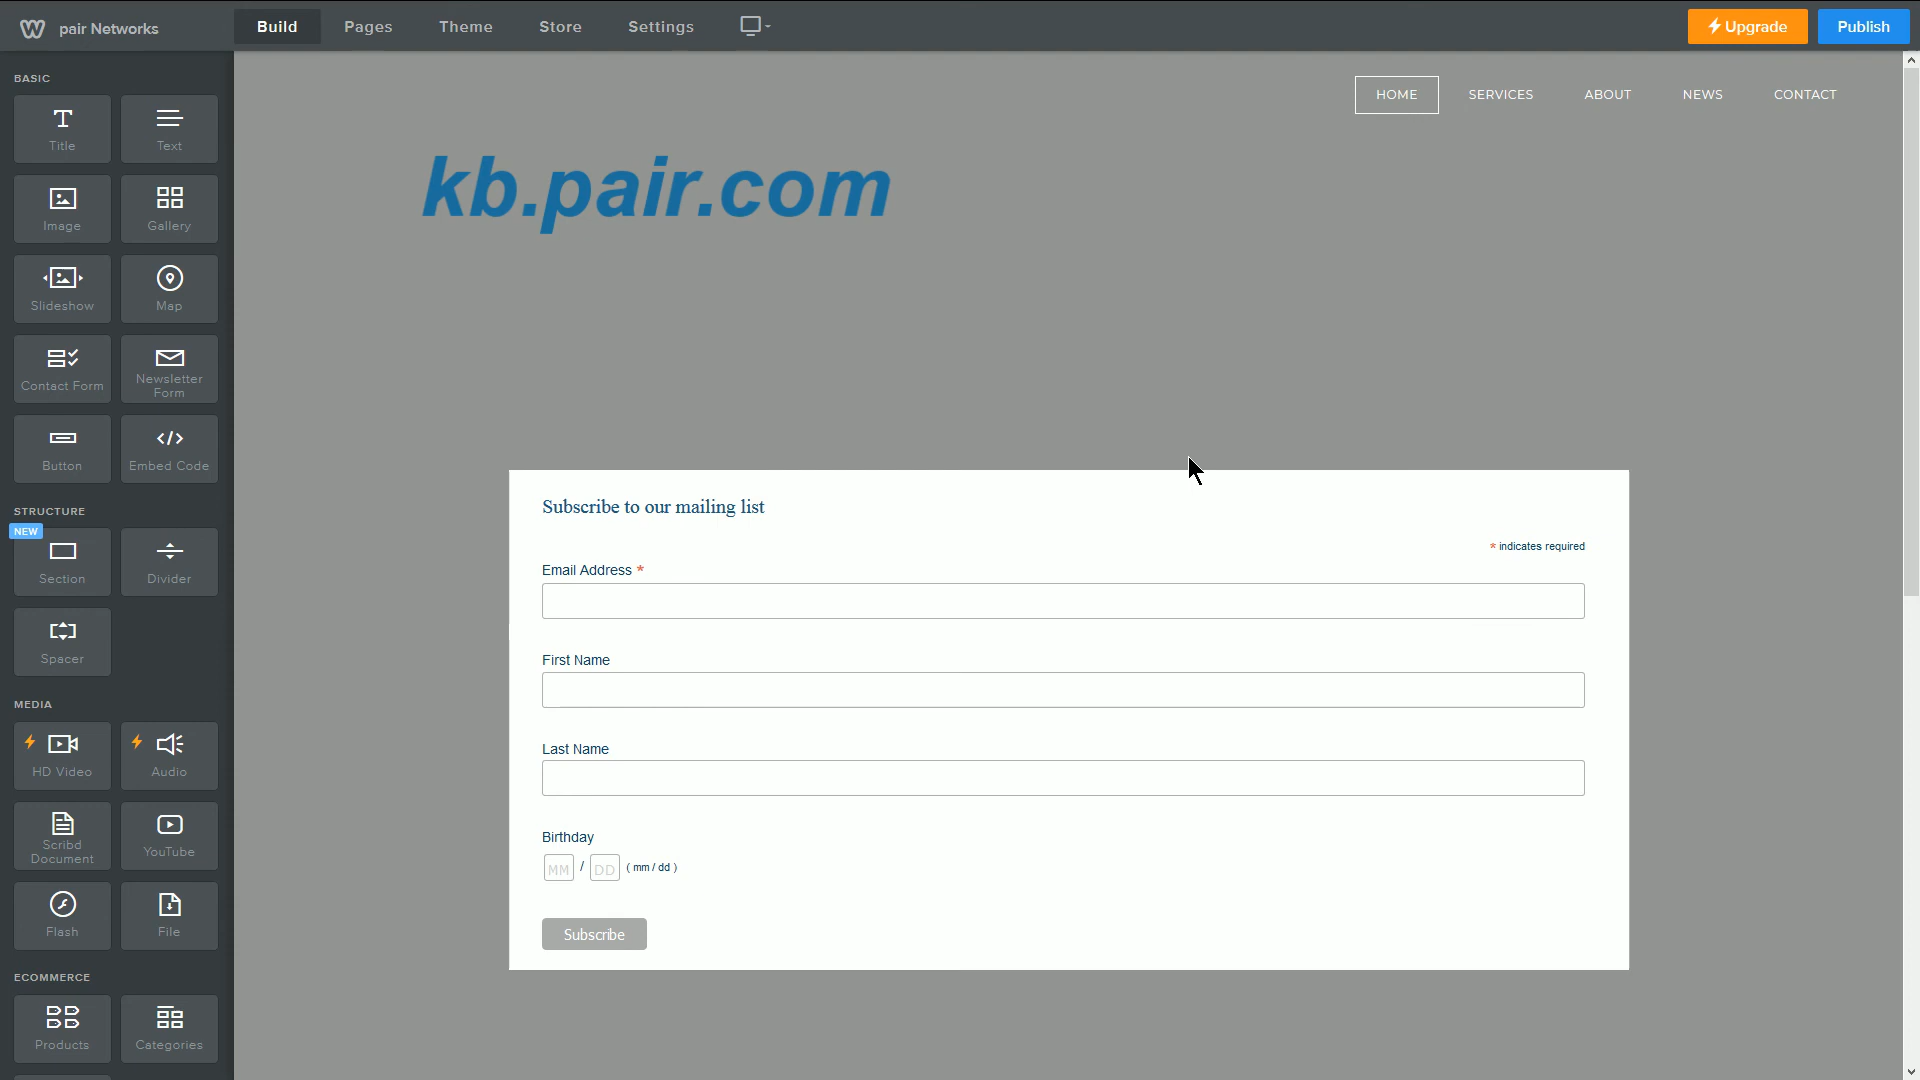 pair Networks
Build
Pages
Theme
Store
Settings
Upgrade
Publish
BASIC
Title
Text
Image
Gallery
Slideshow
Map
Contact Form
Newsletter
Form
Button
Embed Code
STRUCTURE
NEW
Section
Divider
Spacer
MEDIA
HD Video
Audio
Scribd
Document
YouTube
Flash
File
ECOMMERCE
Products
Categories
HOME
SERVICES
ABOUT
NEWS
CONTACT
kb.pair.com
Subscribe to our mailing list
* indicates required
Email Address *
First Name
Last Name
Birthday
MM / DD ( mm / dd )
Subscribe